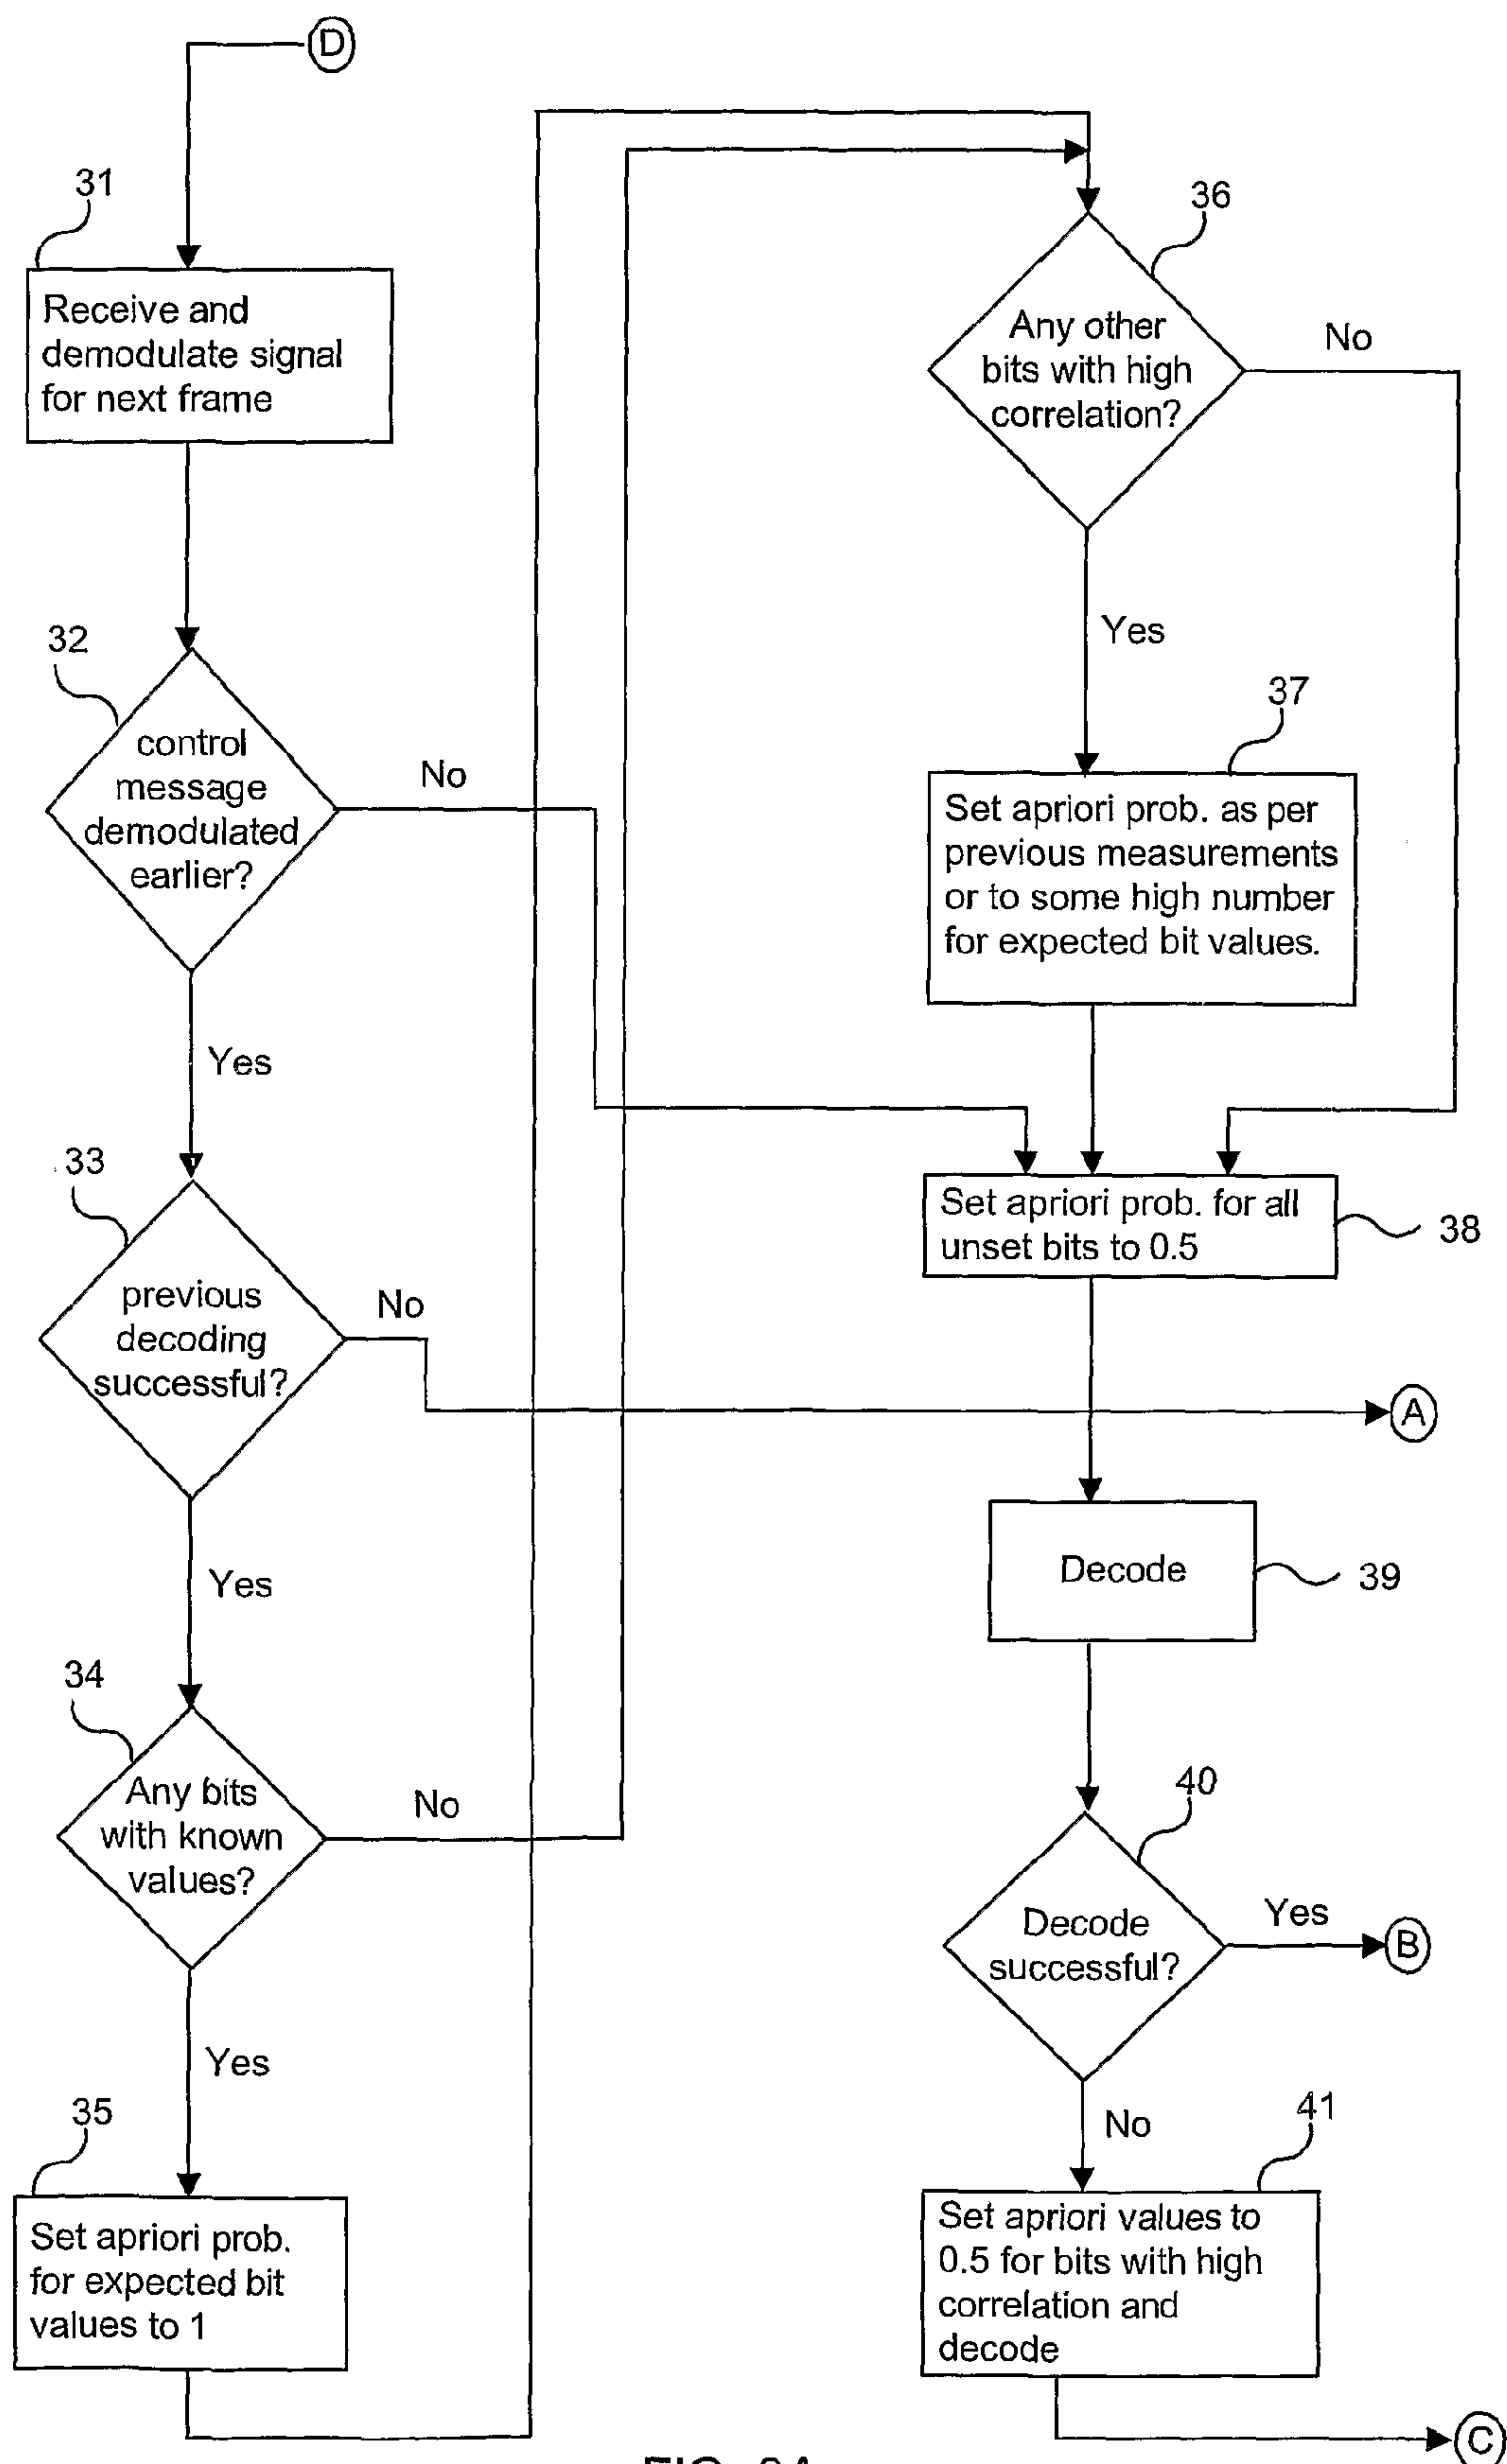 D
31
Receive and
demodulate signal
for next frame
32
control
message
demodulated
earlier?
No
Yes
33
previous
decoding
successful?
No
A
Yes
34
Any bits
with known
values?
No
Yes
35
Set apriori prob.
for expected bit
values to 1
36
Any other
bits with high
correlation?
No
Yes
37
Set apriori prob. as per
previous measurements
or to some high number
for expected bit values.
Set apriori prob. for all
unset bits to 0.5
38
Decode
39
40
Decode
successful?
Yes
B
No
41
Set apriori values to
0.5 for bits with high
correlation and
decode
C